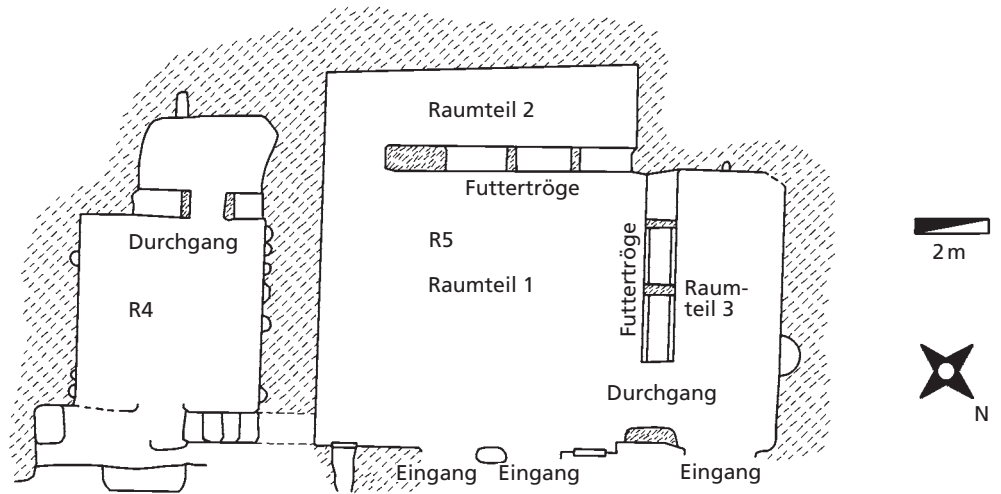 Raumteil 2
Futtertröge
Durchgang
R5
Raumteil 1
Futtertröge
Raum-
teil 3
R4
Durchgang
Eingang
Eingang
Eingang
2 m
N